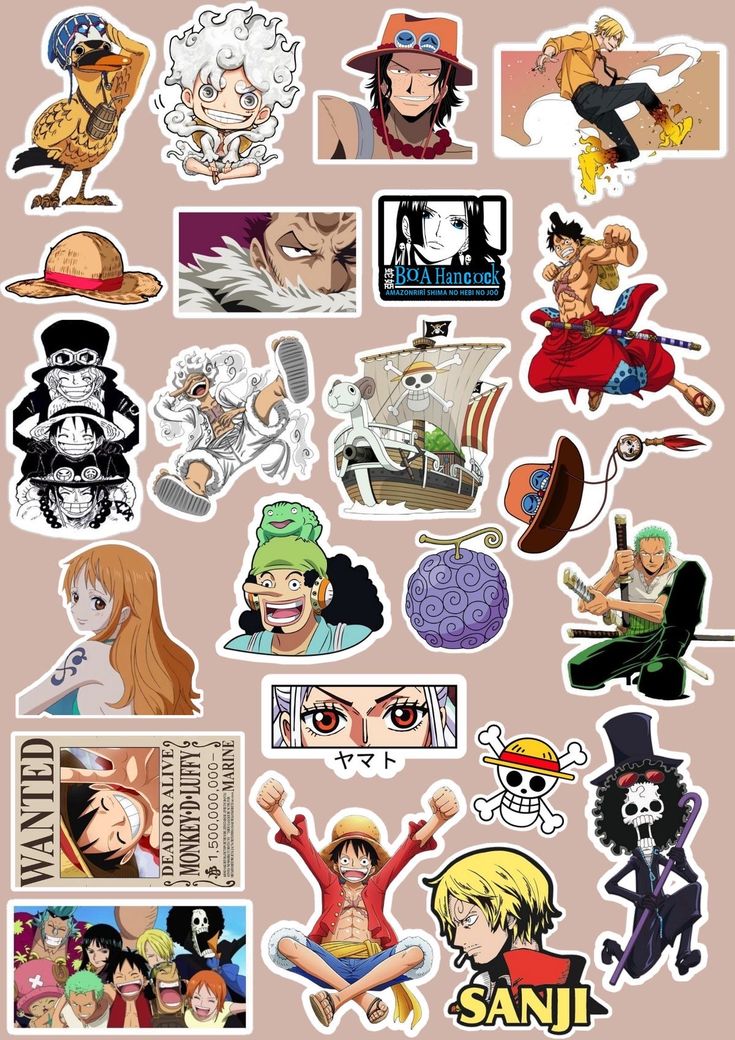 BOA HANCOCK
AMAZONRIRI SHIMA NO HEBI NO JOÔ
ヤマト
WANTED
DEAD OR ALIVE
MONKEY·D·LUFFY
1,500,000,000–
MARINE
SANJI